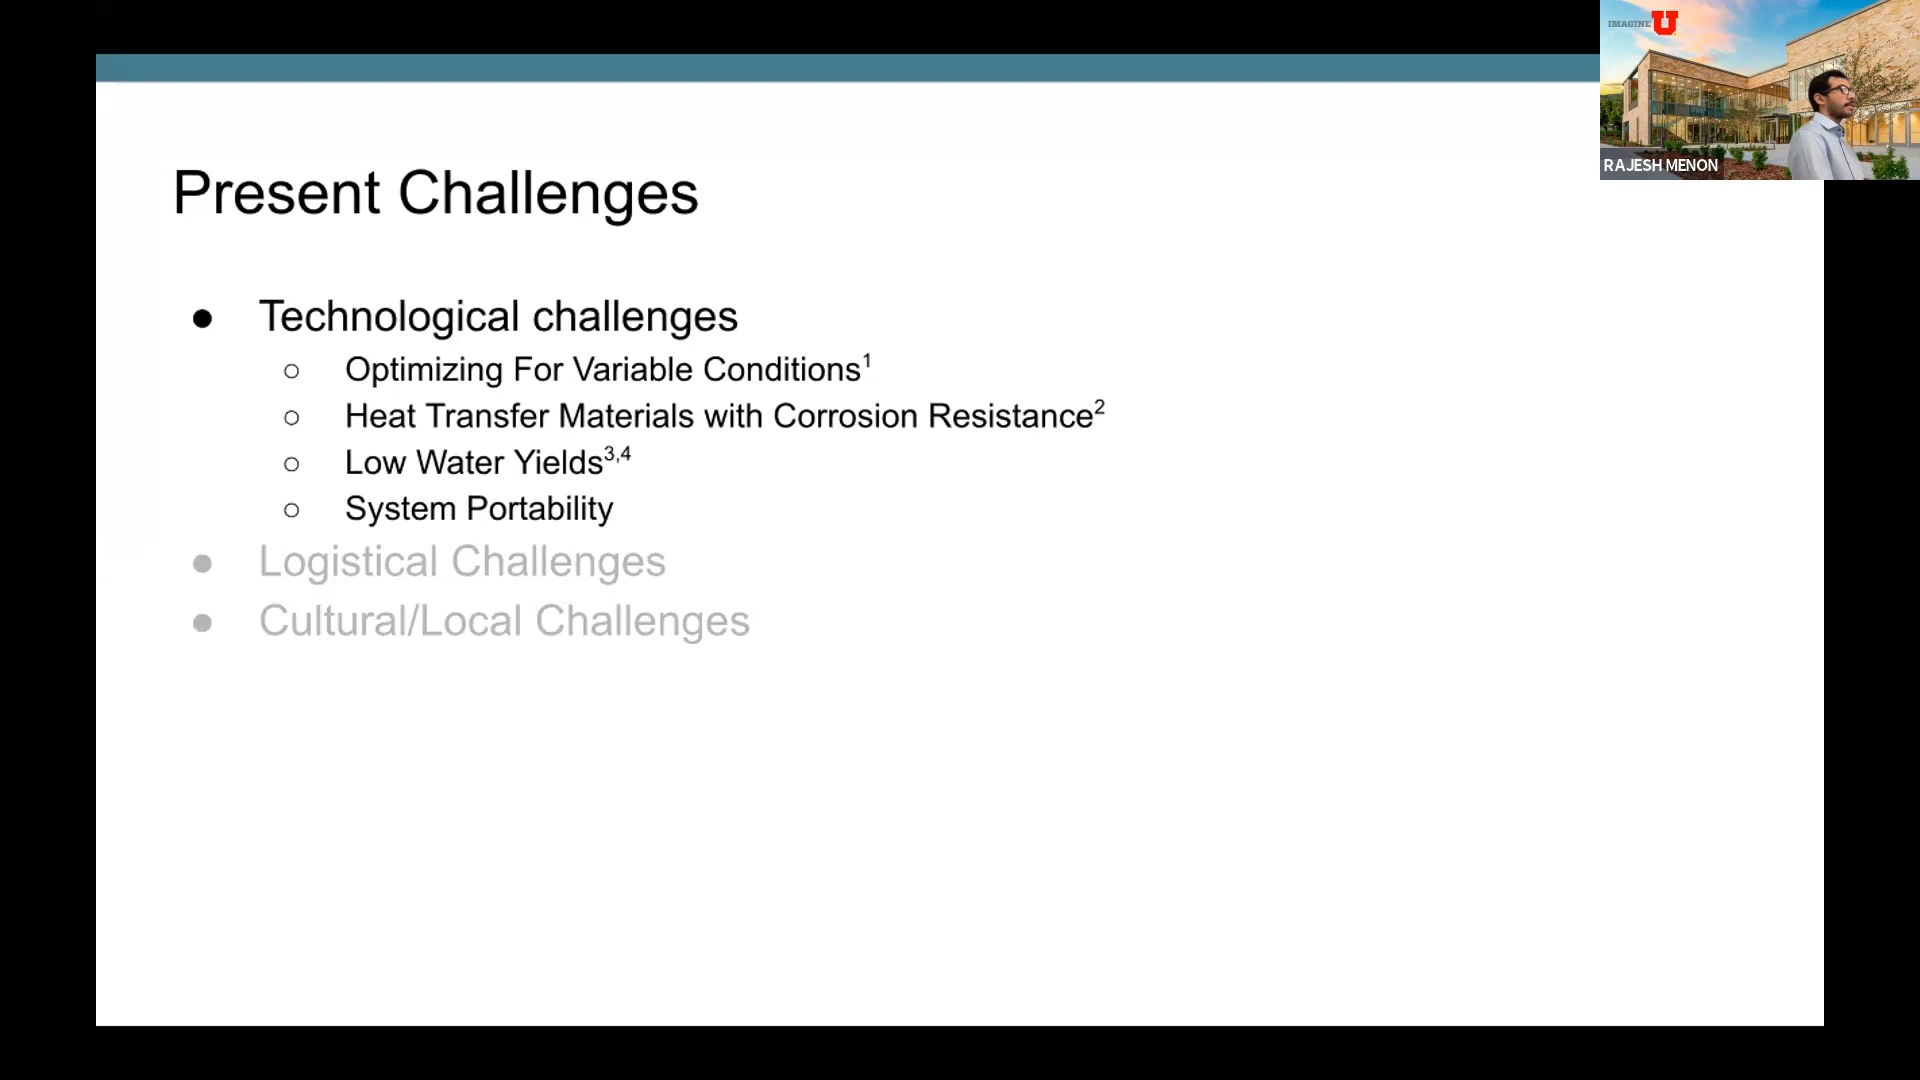 IMAGINE U
RAJESH MENON
Present Challenges
● Technological challenges
○ Optimizing For Variable Conditions¹
○ Heat Transfer Materials with Corrosion Resistance²
○ Low Water Yields³,⁴
○ System Portability
● Logistical Challenges
● Cultural/Local Challenges